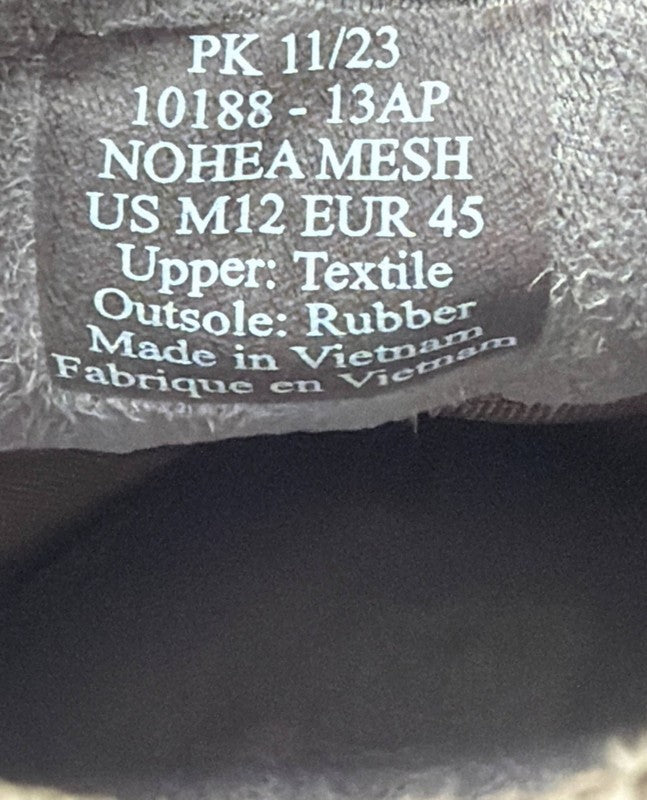 PK 11/23
10188 - 13AP
NOHEA MESH
US M12 EUR 45
Upper: Textile
Outsole: Rubber
Made in Vietnam
Fabrique en Vietnam